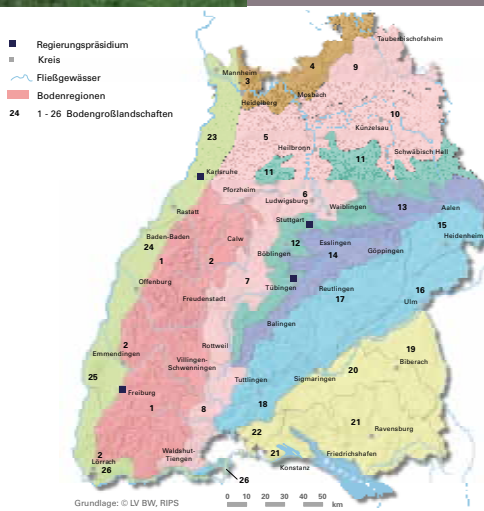 Regierungspräsidium
Kreis
Fließgewässer
Bodenregionen
24 1 - 26 Bodengroßlandschaften
Tauberbischofsheim
4
9
Mannheim
3
Mosbach
Heidelberg
10
Künzelsau
23
5
Heilbronn
Schwäbisch Hall
11
11
Karlsruhe
Pforzheim
6
Ludwigsburg
Waiblingen
13
Aalen
Rastatt
Stuttgart
15
Baden-Baden
Calw
12
Esslingen
Heidenheim
24
Böblingen
14
Göppingen
1
2
Offenburg
7
Tübingen
Reutlingen
16
Freudenstadt
17
Ulm
Balingen
2
Rottweil
19
Emmendingen
Villingen-
Schwenningen
Biberach
20
25
Tuttlingen
Sigmaringen
Freiburg
18
1
8
21
22
Ravensburg
2
Waldshut-
Tiengen
21
Friedrichshafen
Lörrach
26
Konstanz
26
Grundlage: © LV BW, RIPS
0 10 20 30 40 50 km